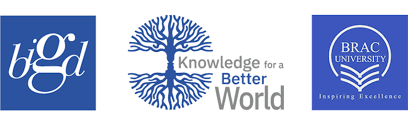 bigd
Knowledge for a
Better
World
BRAC
UNIVERSITY
Inspiring Excellence